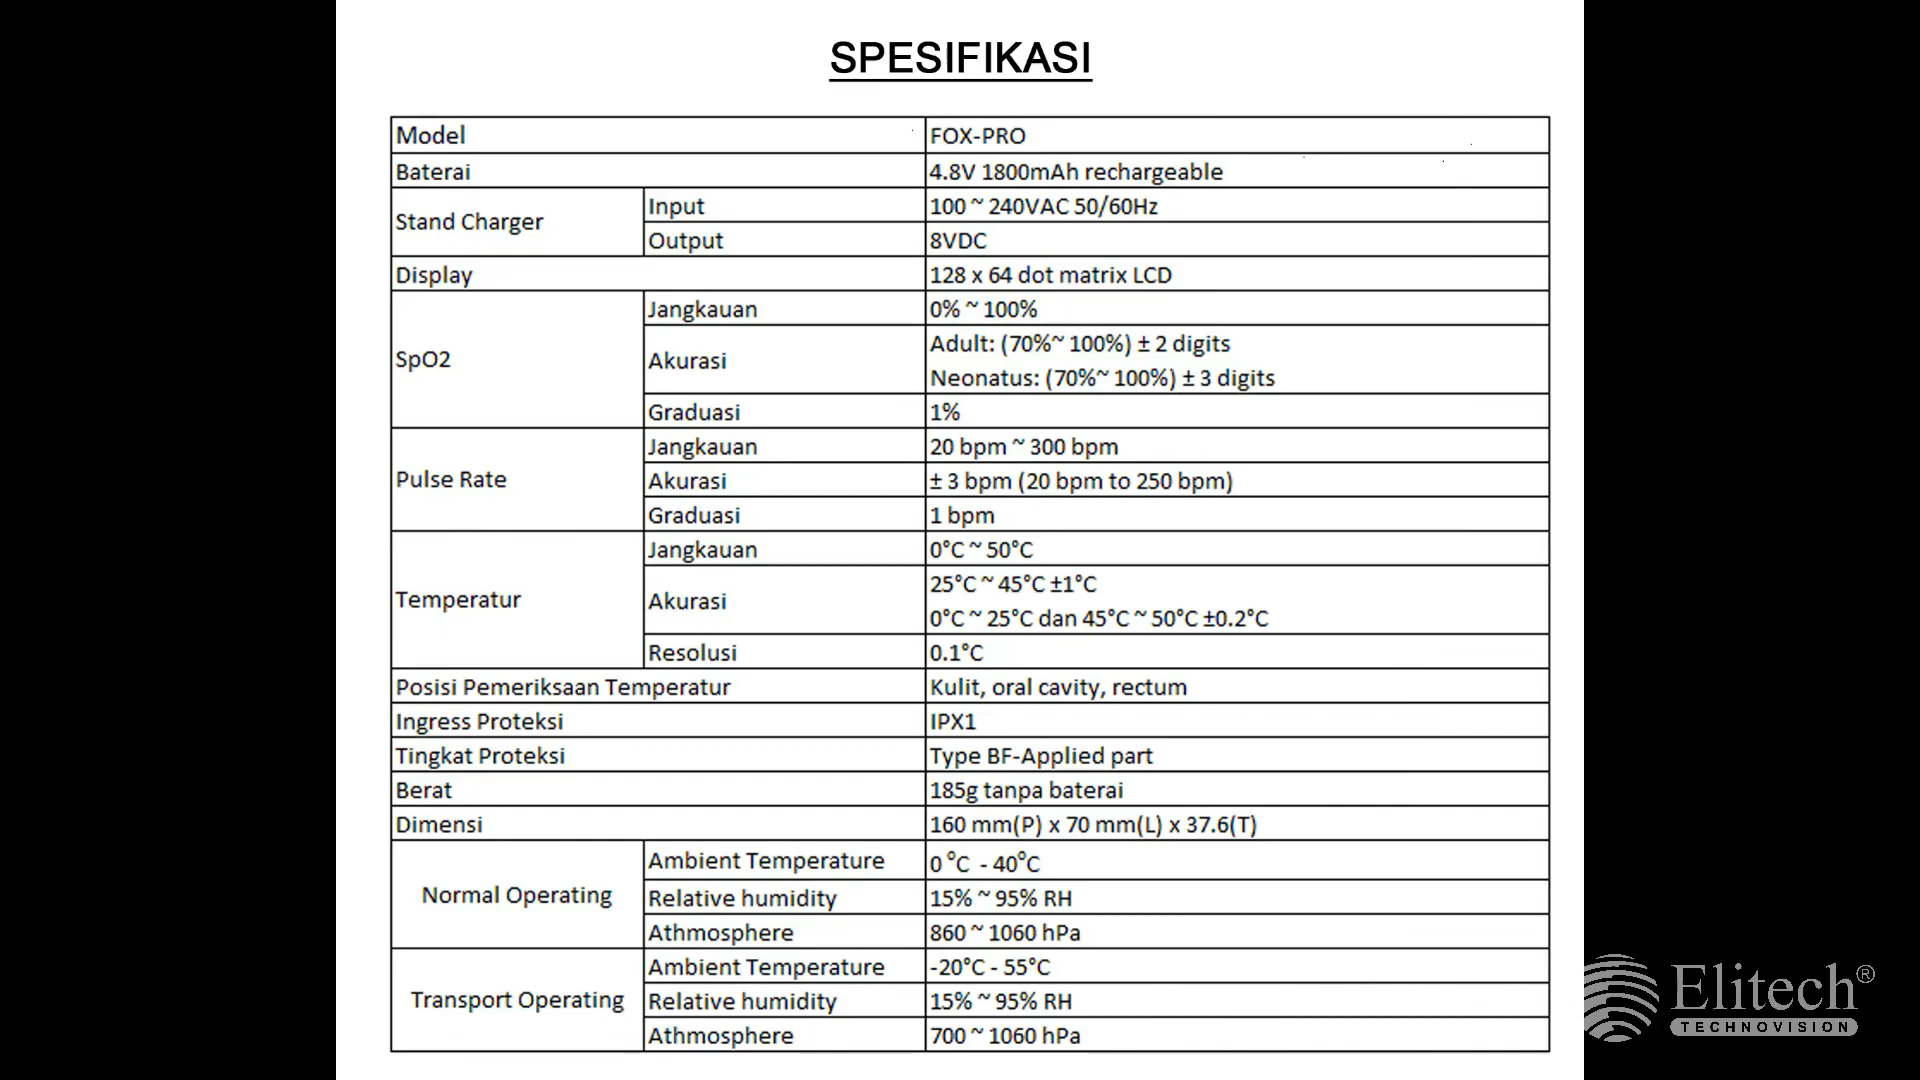 SPESIFIKASI
Model FOX-PRO
Baterai 4.8V 1800mAh rechargeable
Stand Charger Input 100 ~ 240VAC 50/60Hz
Output 8VDC
Display 128 x 64 dot matrix LCD
SpO2 Jangkauan 0% ~ 100%
Akurasi Adult: (70%~ 100%) ± 2 digits
Neonatus: (70%~ 100%) ± 3 digits
Graduasi 1%
Pulse Rate Jangkauan 20 bpm ~ 300 bpm
Akurasi ± 3 bpm (20 bpm to 250 bpm)
Graduasi 1 bpm
Temperatur Jangkauan 0°C ~ 50°C
Akurasi 25°C ~ 45°C ±1°C
0°C ~ 25°C dan 45°C ~ 50°C ±0.2°C
Resolusi 0.1°C
Posisi Pemeriksaan Temperatur Kulit, oral cavity, rectum
Ingress Proteksi IPX1
Tingkat Proteksi Type BF-Applied part
Berat 185g tanpa baterai
Dimensi 160 mm(P) x 70 mm(L) x 37.6(T)
Normal Operating Ambient Temperature 0 °C - 40°C
Relative humidity 15% ~ 95% RH
Athmosphere 860 ~ 1060 hPa
Transport Operating Ambient Temperature -20°C - 55°C
Relative humidity 15% ~ 95% RH
Athmosphere 700 ~ 1060 hPa
Elitech®
TECHNOVISION